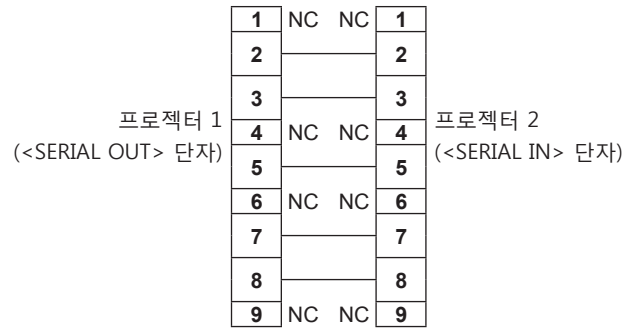 1 NC NC 1
2 2
3 3
프로젝터 1
(<SERIAL OUT> 단자)
4 NC NC 4
프로젝터 2
(<SERIAL IN> 단자)
5 5
6 NC NC 6
7 7
8 8
9 NC NC 9